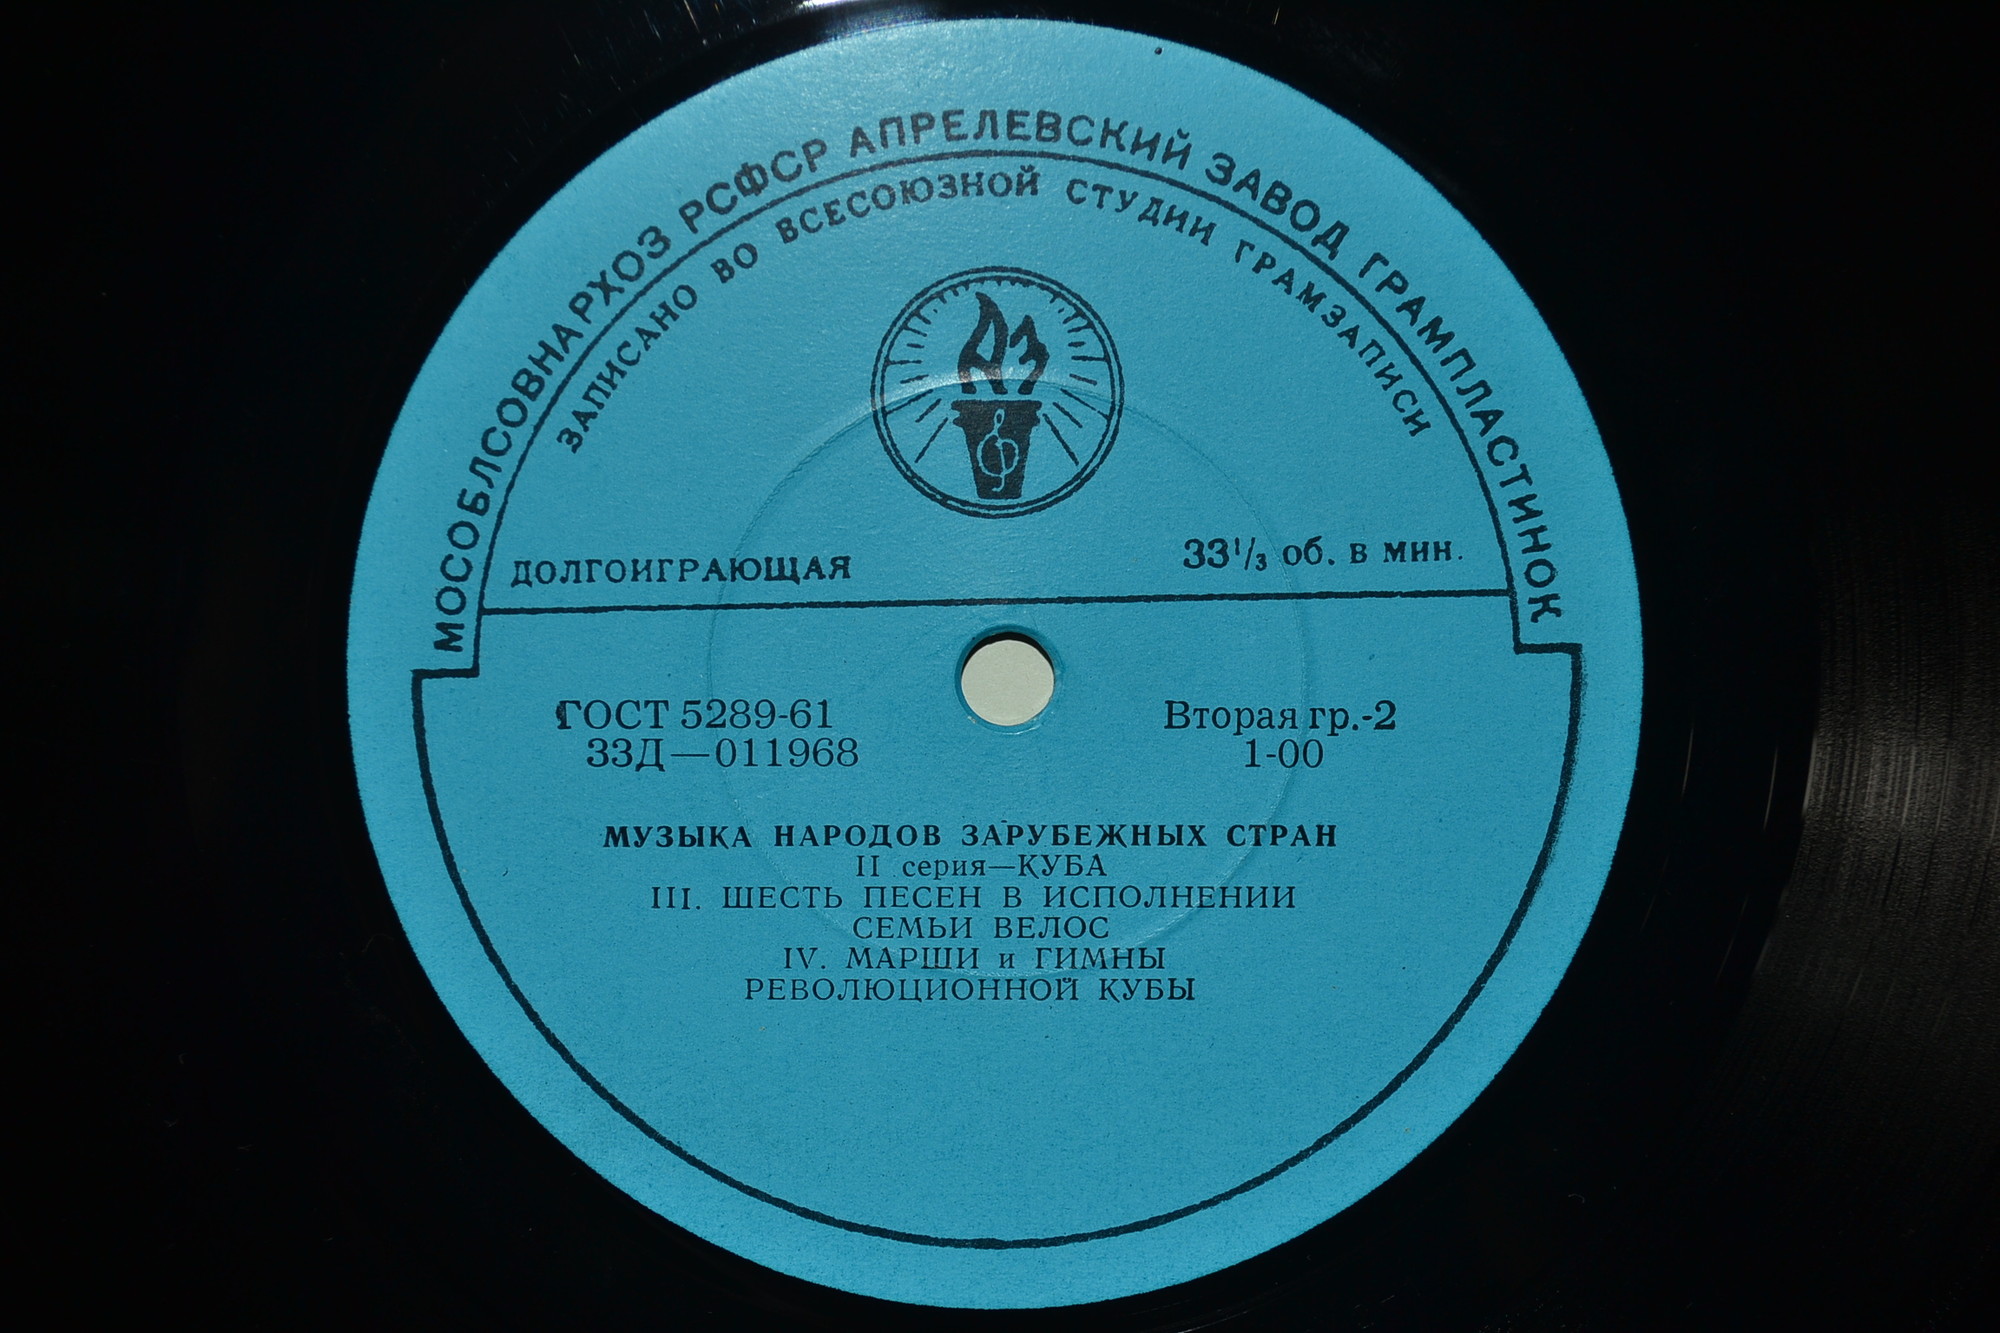 МОСОБЛСОВНАРХОЗ РСФСР АПРЕЛЕВСКИЙ ЗАВОД ГРАМПЛАСТИНОК
ЗАПИСАНО ВО ВСЕСОЮЗНОЙ СТУДИИ ГРАМЗАПИСИ
АЗ
ДОЛГОИГРАЮЩАЯ 33 1/3 об. в мин.
ГОСТ 5289-61 Вторая гр.-2
33Д—011968 1-00
МУЗЫКА НАРОДОВ ЗАРУБЕЖНЫХ СТРАН
II серия—КУБА
III. ШЕСТЬ ПЕСЕН В ИСПОЛНЕНИИ
СЕМЬИ ВЕЛОС
IV. МАРШИ и ГИМНЫ
РЕВОЛЮЦИОННОЙ КУБЫ